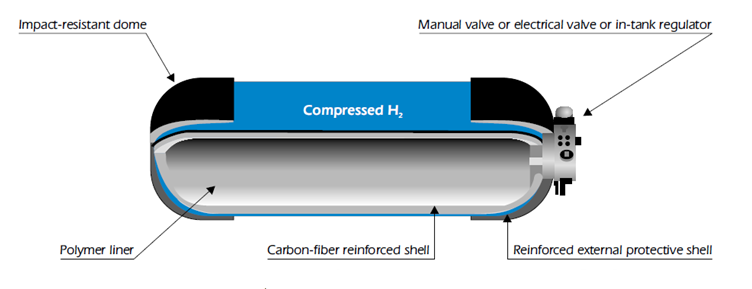 Impact-resistant dome
Manual valve or electrical valve or in-tank regulator
Compressed H₂
Polymer liner
Carbon-fiber reinforced shell
Reinforced external protective shell